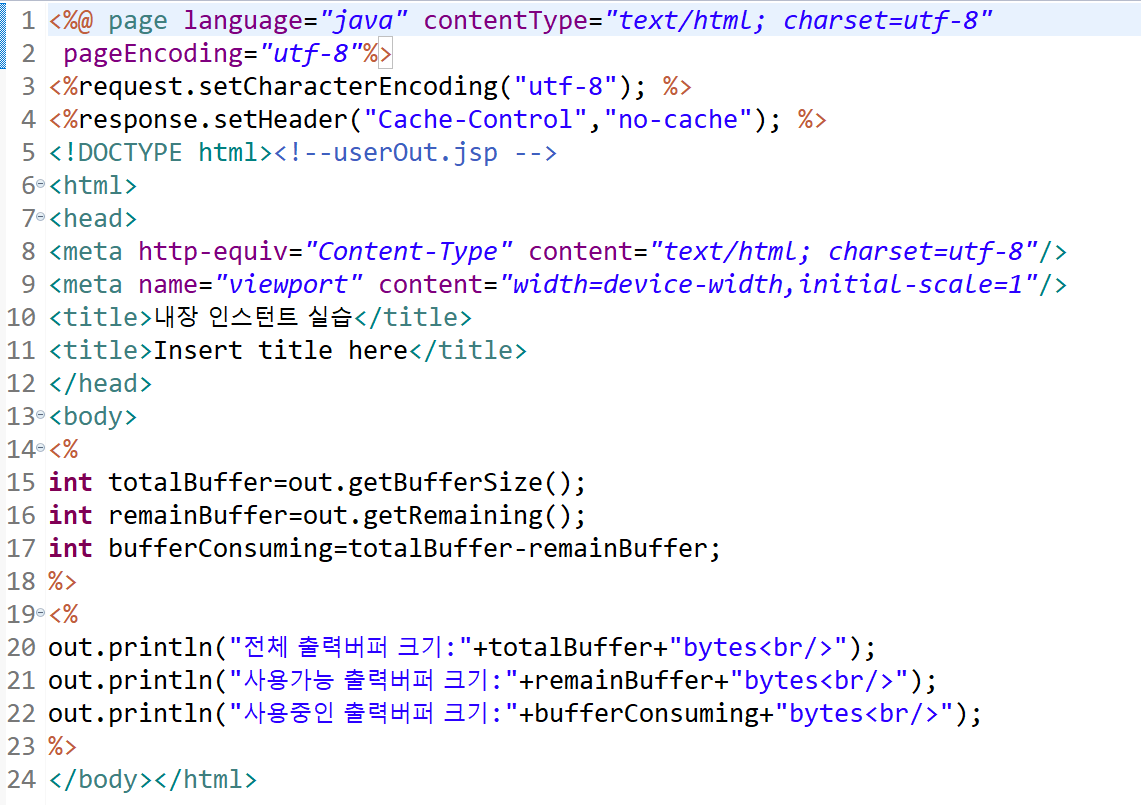 1 <%@ page language="java" contentType="text/html; charset=utf-8"
2  pageEncoding="utf-8"%>
3 <%request.setCharacterEncoding("utf-8"); %>
4 <%response.setHeader("Cache-Control","no-cache"); %>
5 <!DOCTYPE html><!--userOut.jsp -->
6 <html>
7 <head>
8 <meta http-equiv="Content-Type" content="text/html; charset=utf-8"/>
9 <meta name="viewport" content="width=device-width,initial-scale=1"/>
10 <title>내장 인스턴트 실습</title>
11 <title>Insert title here</title>
12 </head>
13 <body>
14 <%
15 int totalBuffer=out.getBufferSize();
16 int remainBuffer=out.getRemaining();
17 int bufferConsuming=totalBuffer-remainBuffer;
18 %>
19 <%
20 out.println("전체 출력버퍼 크기:"+totalBuffer+"bytes<br/>");
21 out.println("사용가능 출력버퍼 크기:"+remainBuffer+"bytes<br/>");
22 out.println("사용중인 출력버퍼 크기:"+bufferConsuming+"bytes<br/>");
23 %>
24 </body></html>